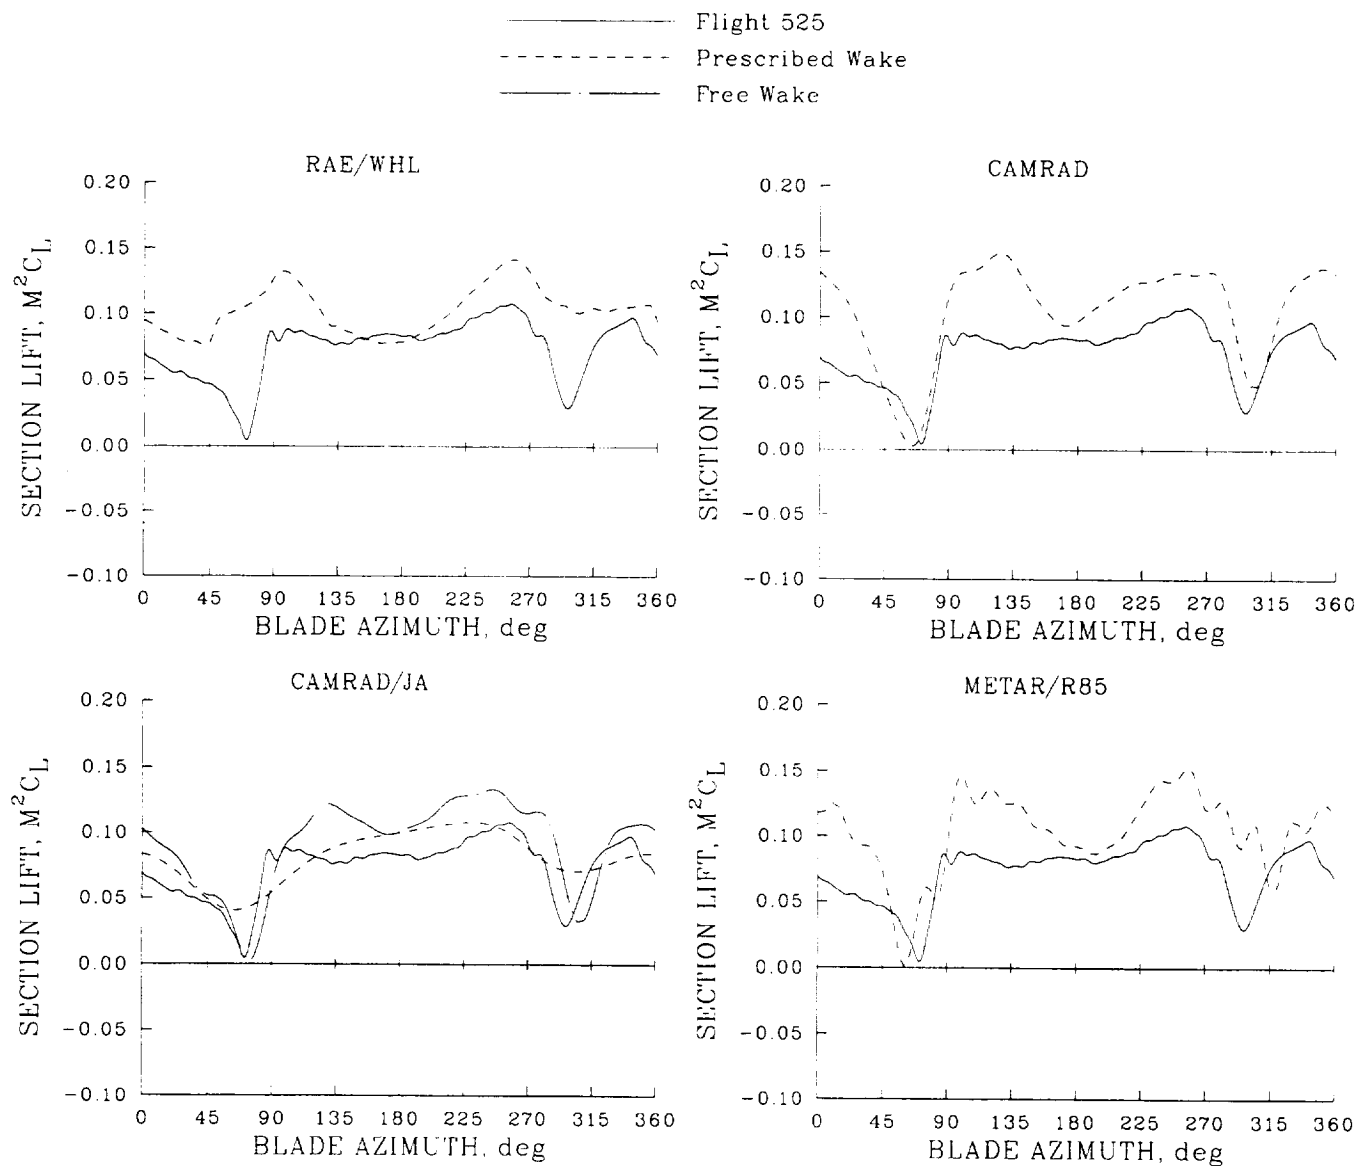 Flight 525
Prescribed Wake
Free Wake
RAE/WHL
SECTION LIFT, M²C_L
0.20
0.15
0.10
0.05
0.00
-0.05
-0.10
0 45 90 135 180 225 270 315 360
BLADE AZIMUTH, deg
CAMRAD
SECTION LIFT, M²C_L
0.20
0.15
0.10
0.05
0.00
-0.05
-0.10
0 45 90 135 180 225 270 315 360
BLADE AZIMUTH, deg
CAMRAD/JA
SECTION LIFT, M²C_L
0.20
0.15
0.10
0.05
0.00
-0.05
-0.10
0 45 90 135 180 225 270 315 360
BLADE AZIMUTH, deg
METAR/R85
SECTION LIFT, M²C_L
0.20
0.15
0.10
0.05
0.00
-0.05
-0.10
0 45 90 135 180 225 270 315 360
BLADE AZIMUTH, deg